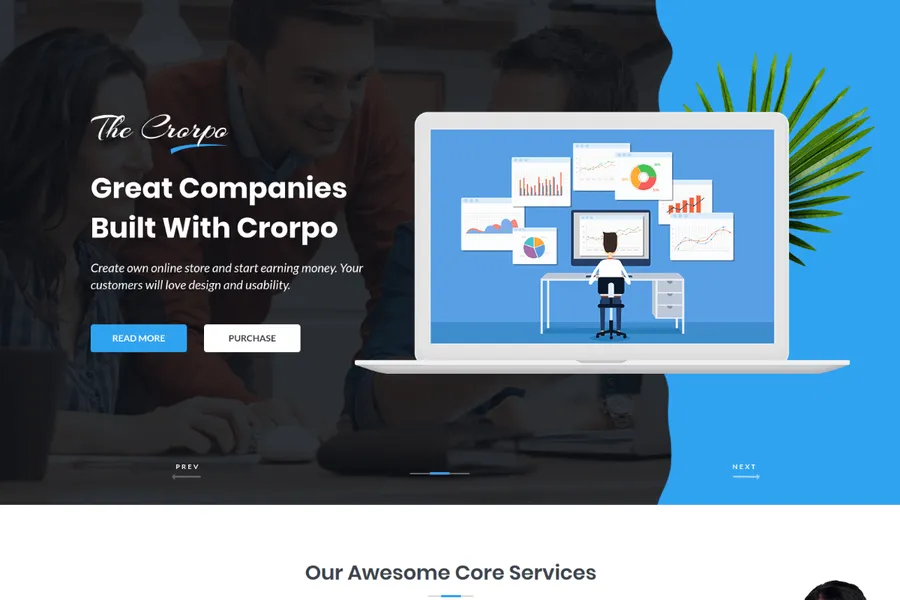 The Crorpo
Great Companies
Built With Crorpo
Create own online store and start earning money. Your
customers will love design and usability.
READ MORE
PURCHASE
PREV
NEXT
Our Awesome Core Services